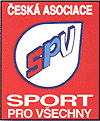 ČESKÁ ASOCIACE
SPV
SPORT
PRO VŠECHNY